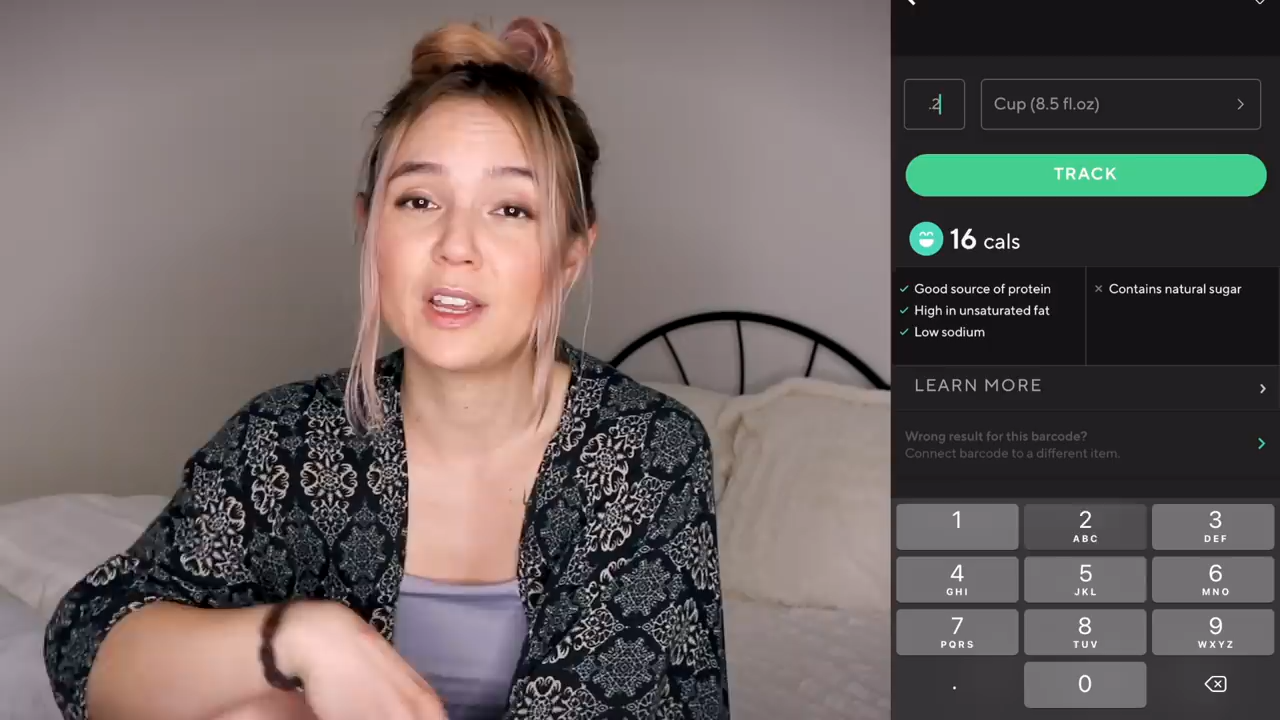 .2
Cup (8.5 fl.oz)
TRACK
16 cals
Good source of protein
High in unsaturated fat
Low sodium
Contains natural sugar
LEARN MORE
Wrong result for this barcode?
Connect barcode to a different item.
1
2
ABC
3
DEF
4
GHI
5
JKL
6
MNO
7
PQRS
8
TUV
9
WXYZ
.
0